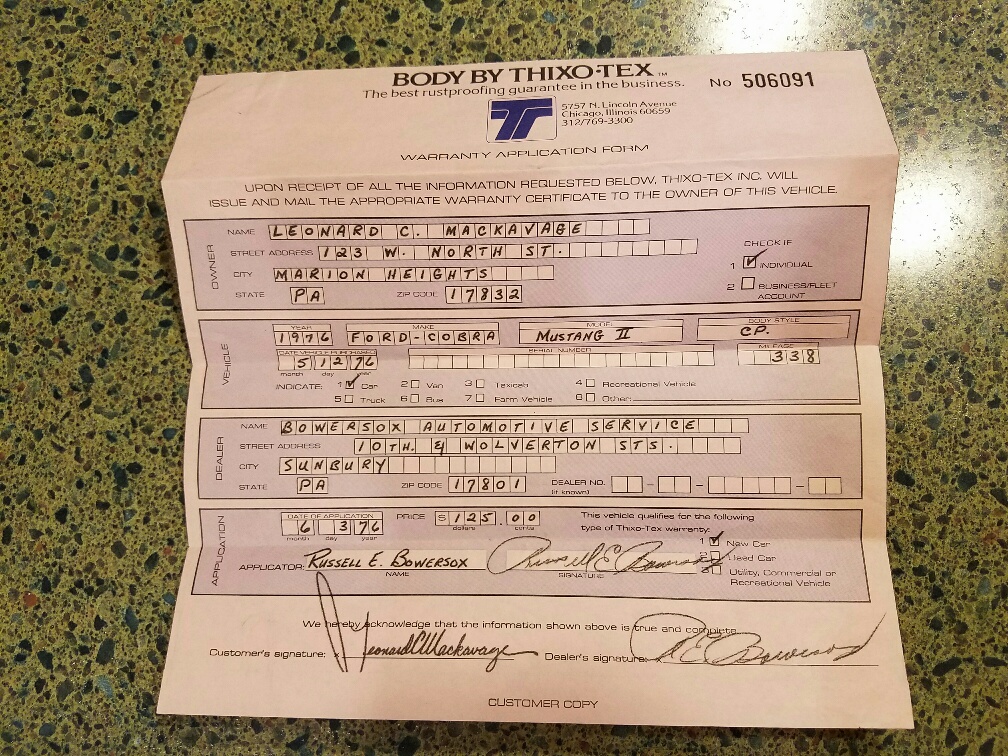 BODY BY THIXO·TEX ™
The best rustproofing guarantee in the business.
No 506091
5757 N. Lincoln Avenue
Chicago, Illinois 60659
312/769-3300
WARRANTY APPLICATION FORM
UPON RECEIPT OF ALL THE INFORMATION REQUESTED BELOW, THIXO-TEX INC. WILL
ISSUE AND MAIL THE APPROPRIATE WARRANTY CERTIFICATE TO THE OWNER OF THIS VEHICLE.
OWNER
NAME LEONARD C. MACKAVAGE
STREET ADDRESS 123 W. NORTH ST.
CITY MARION HEIGHTS
STATE PA ZIP CODE 17832
CHECK IF
1 INDIVIDUAL
2 BUSINESS/FLEET
ACCOUNT
VEHICLE
YEAR MAKE MODEL BODY STYLE
1976 FORD-COBRA MUSTANG II CP.
DATE VEHICLE PURCHASED SERIAL NUMBER MILEAGE
5 12 76 338
month day year
INDICATE: 1 Car 2 Van 3 Taxicab 4 Recreational Vehicle
5 Truck 6 Bus 7 Farm Vehicle 8 Other:
DEALER
NAME BOWERSOX AUTOMOTIVE SERVICE
STREET ADDRESS 10TH. & WOLVERTON STS.
CITY SUNBURY
STATE PA ZIP CODE 17801 DEALER NO.
(if known)
APPLICATION
DATE OF APPLICATION
6 3 76 PRICE $ 125.00
month day year dollars cents
This vehicle qualifies for the following
type of Thixo-Tex warranty:
1 New Car
2 Used Car
3 Utility, Commercial or
Recreational Vehicle
APPLICATOR: RUSSELL E. BOWERSOX Russell E Bowersox
NAME SIGNATURE
We hereby acknowledge that the information shown above is true and complete.
Customer's signature: x Leonard C Mackavage Dealer's signature: R E Bowersox
CUSTOMER COPY